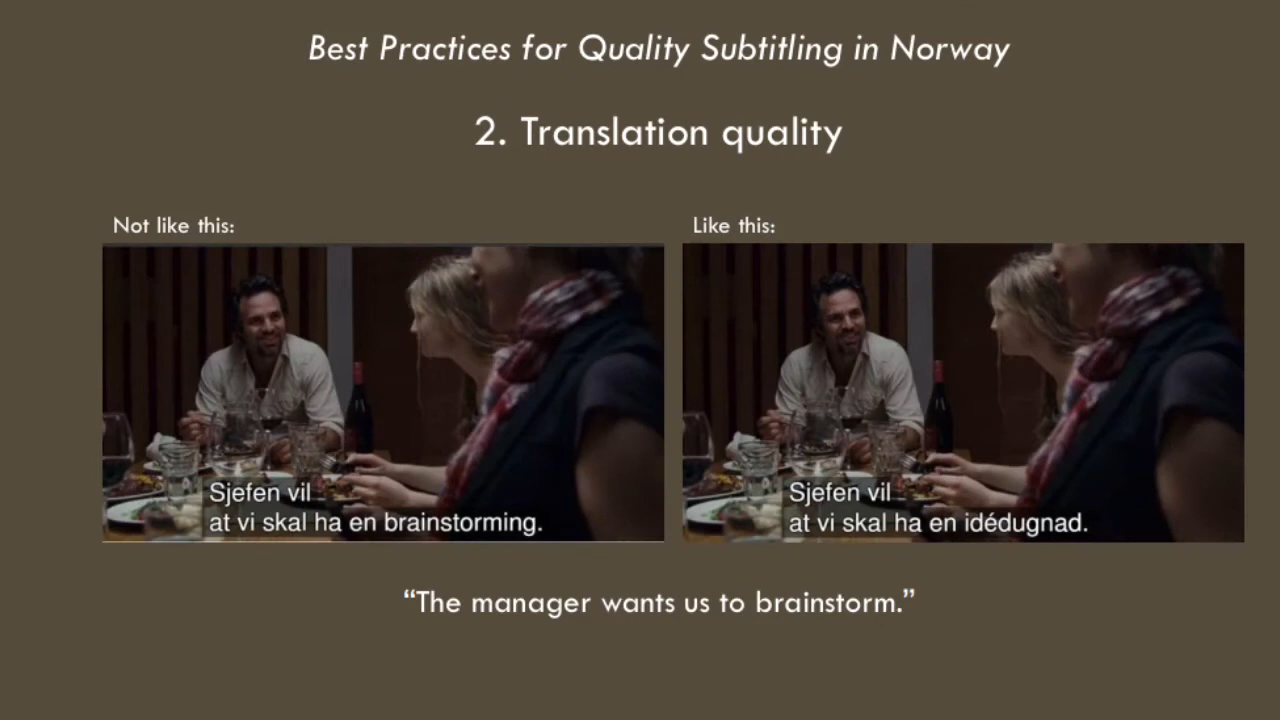 Best Practices for Quality Subtitling in Norway
2. Translation quality
Not like this:
Sjefen vil
at vi skal ha en brainstorming.
Like this:
Sjefen vil
at vi skal ha en idédugnad.
“The manager wants us to brainstorm.”